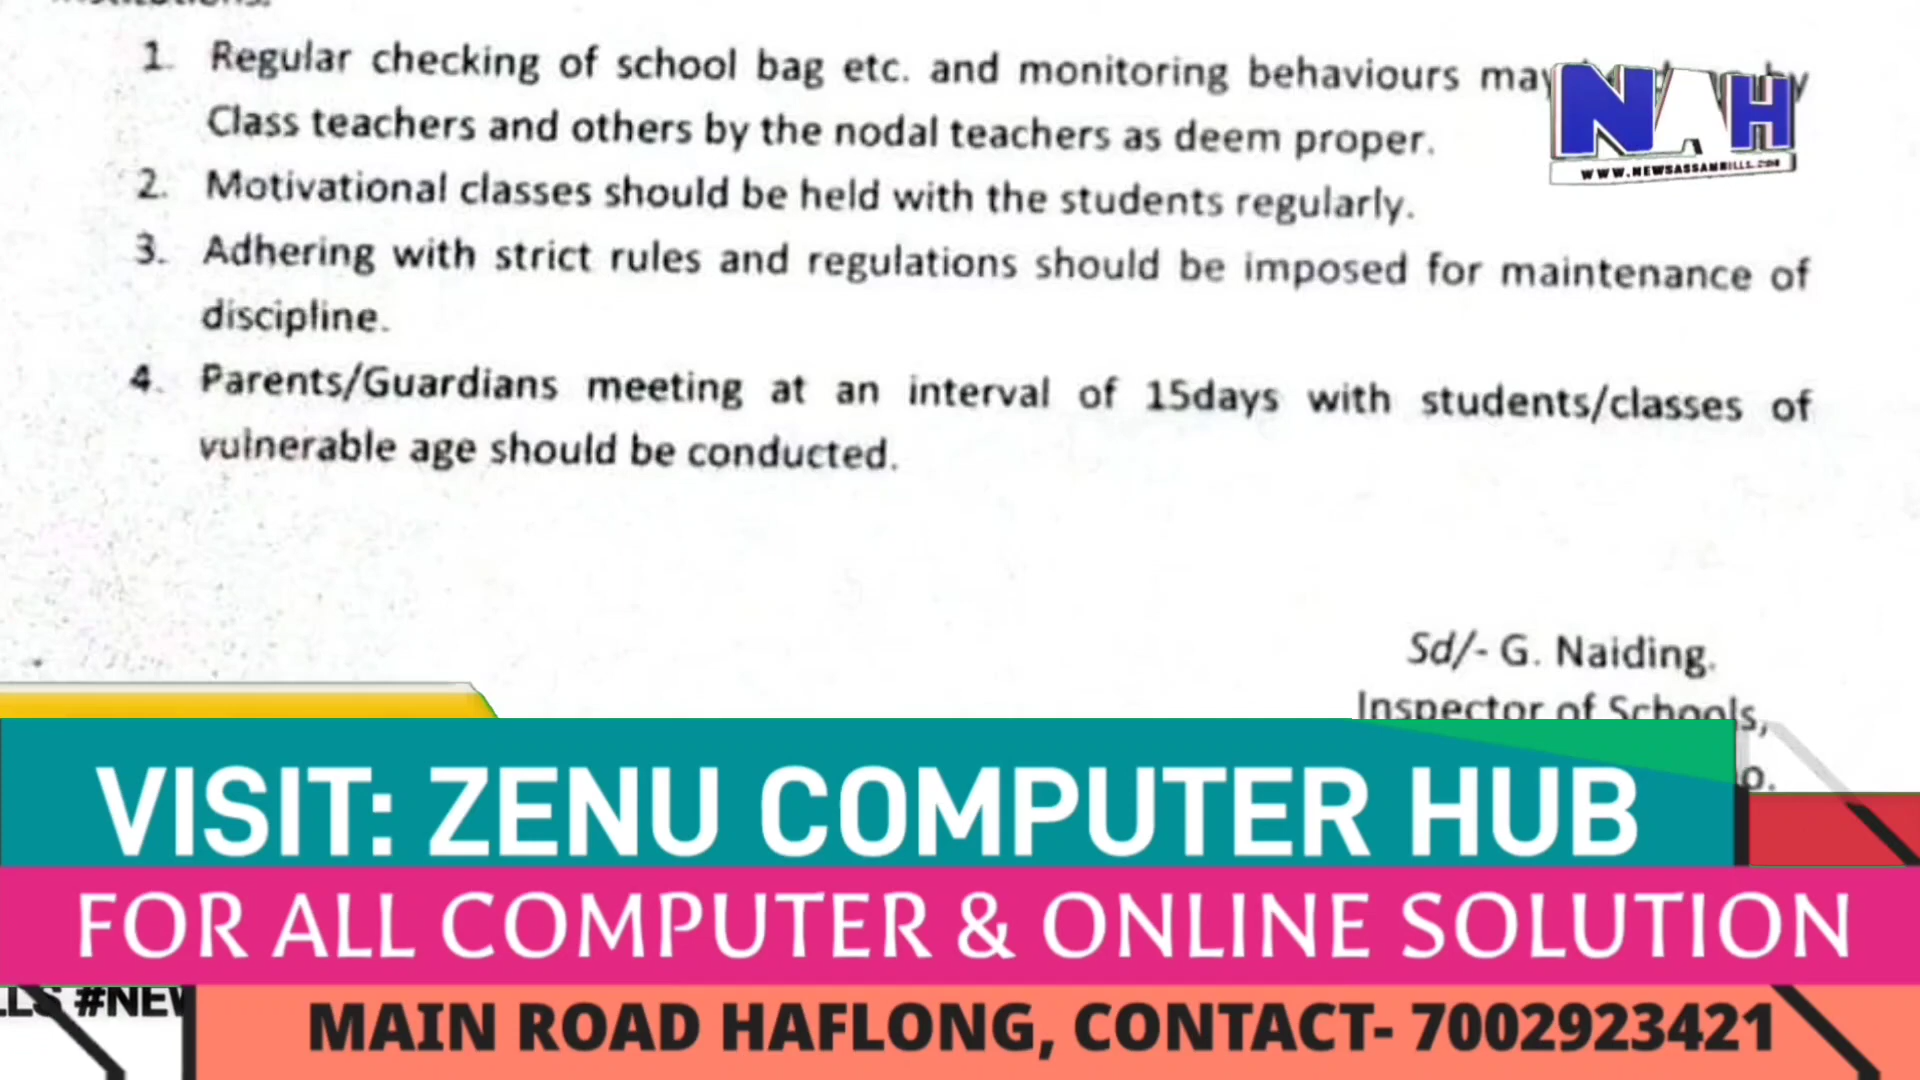 1. Regular checking of school bag etc. and monitoring behaviours may
Class teachers and others by the nodal teachers as deem proper.
2. Motivational classes should be held with the students regularly.
3. Adhering with strict rules and regulations should be imposed for maintenance of
discipline.
4. Parents/Guardians meeting at an interval of 15days with students/classes of
vulnerable age should be conducted.
NAH
WWW.NEWSASSAMHILLS.COM
Sd/- G. Naiding.
Inspector of Schools,
VISIT: ZENU COMPUTER HUB
FOR ALL COMPUTER & ONLINE SOLUTION
MAIN ROAD HAFLONG, CONTACT- 7002923421